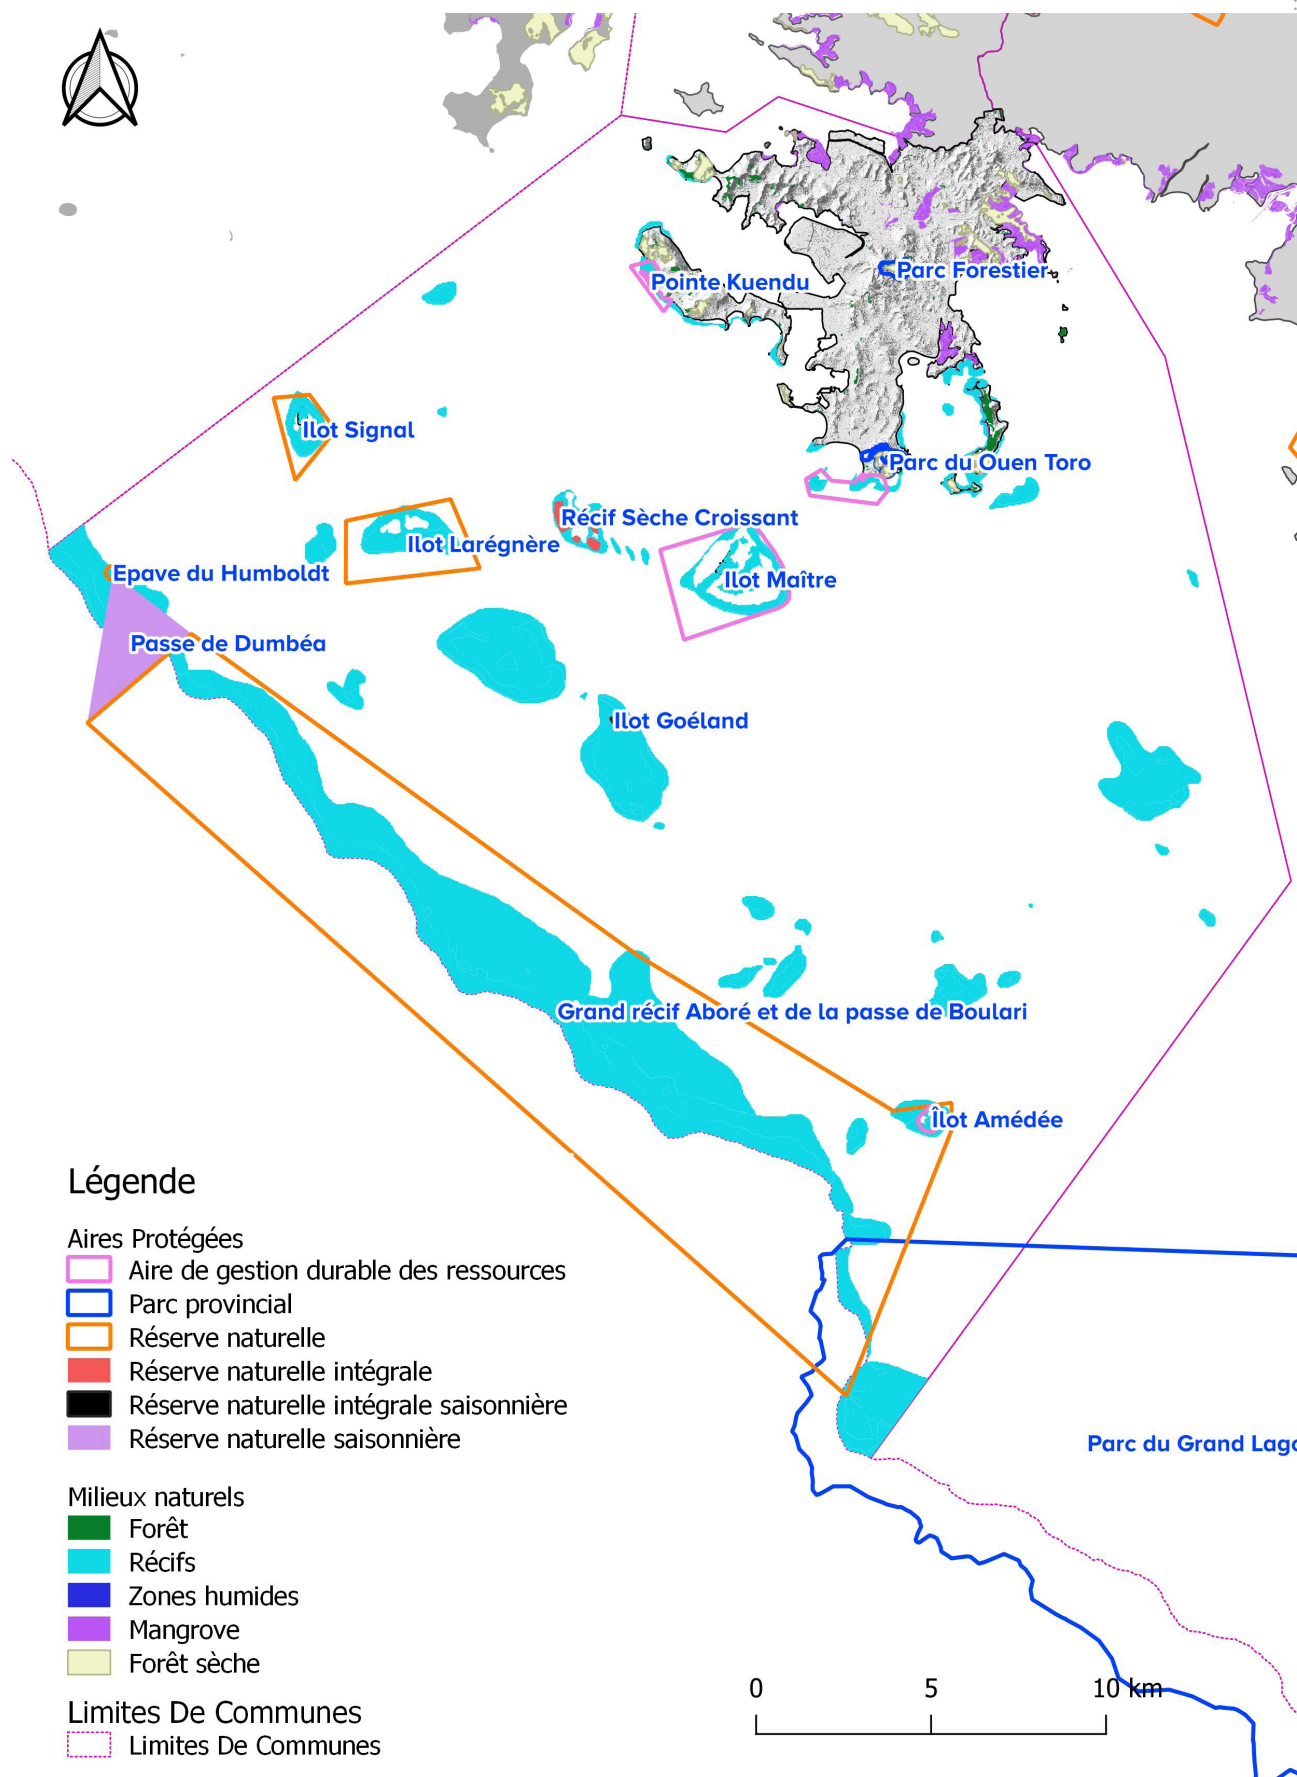 Parc Forestier
Pointe Kuendu
Ilot Signal
Parc du Ouen Toro
Récif Sèche Croissant
Ilot Larégnère
Epave du Humboldt
Ilot Maître
Passe de Dumbéa
Ilot Goéland
Grand récif Aboré et de la passe de Boulari
Îlot Amédée
Parc du Grand Lago
Légende
Aires Protégées
Aire de gestion durable des ressources
Parc provincial
Réserve naturelle
Réserve naturelle intégrale
Réserve naturelle intégrale saisonnière
Réserve naturelle saisonnière
Milieux naturels
Forêt
Récifs
Zones humides
Mangrove
Forêt sèche
Limites De Communes
Limites De Communes
0 5 10 km